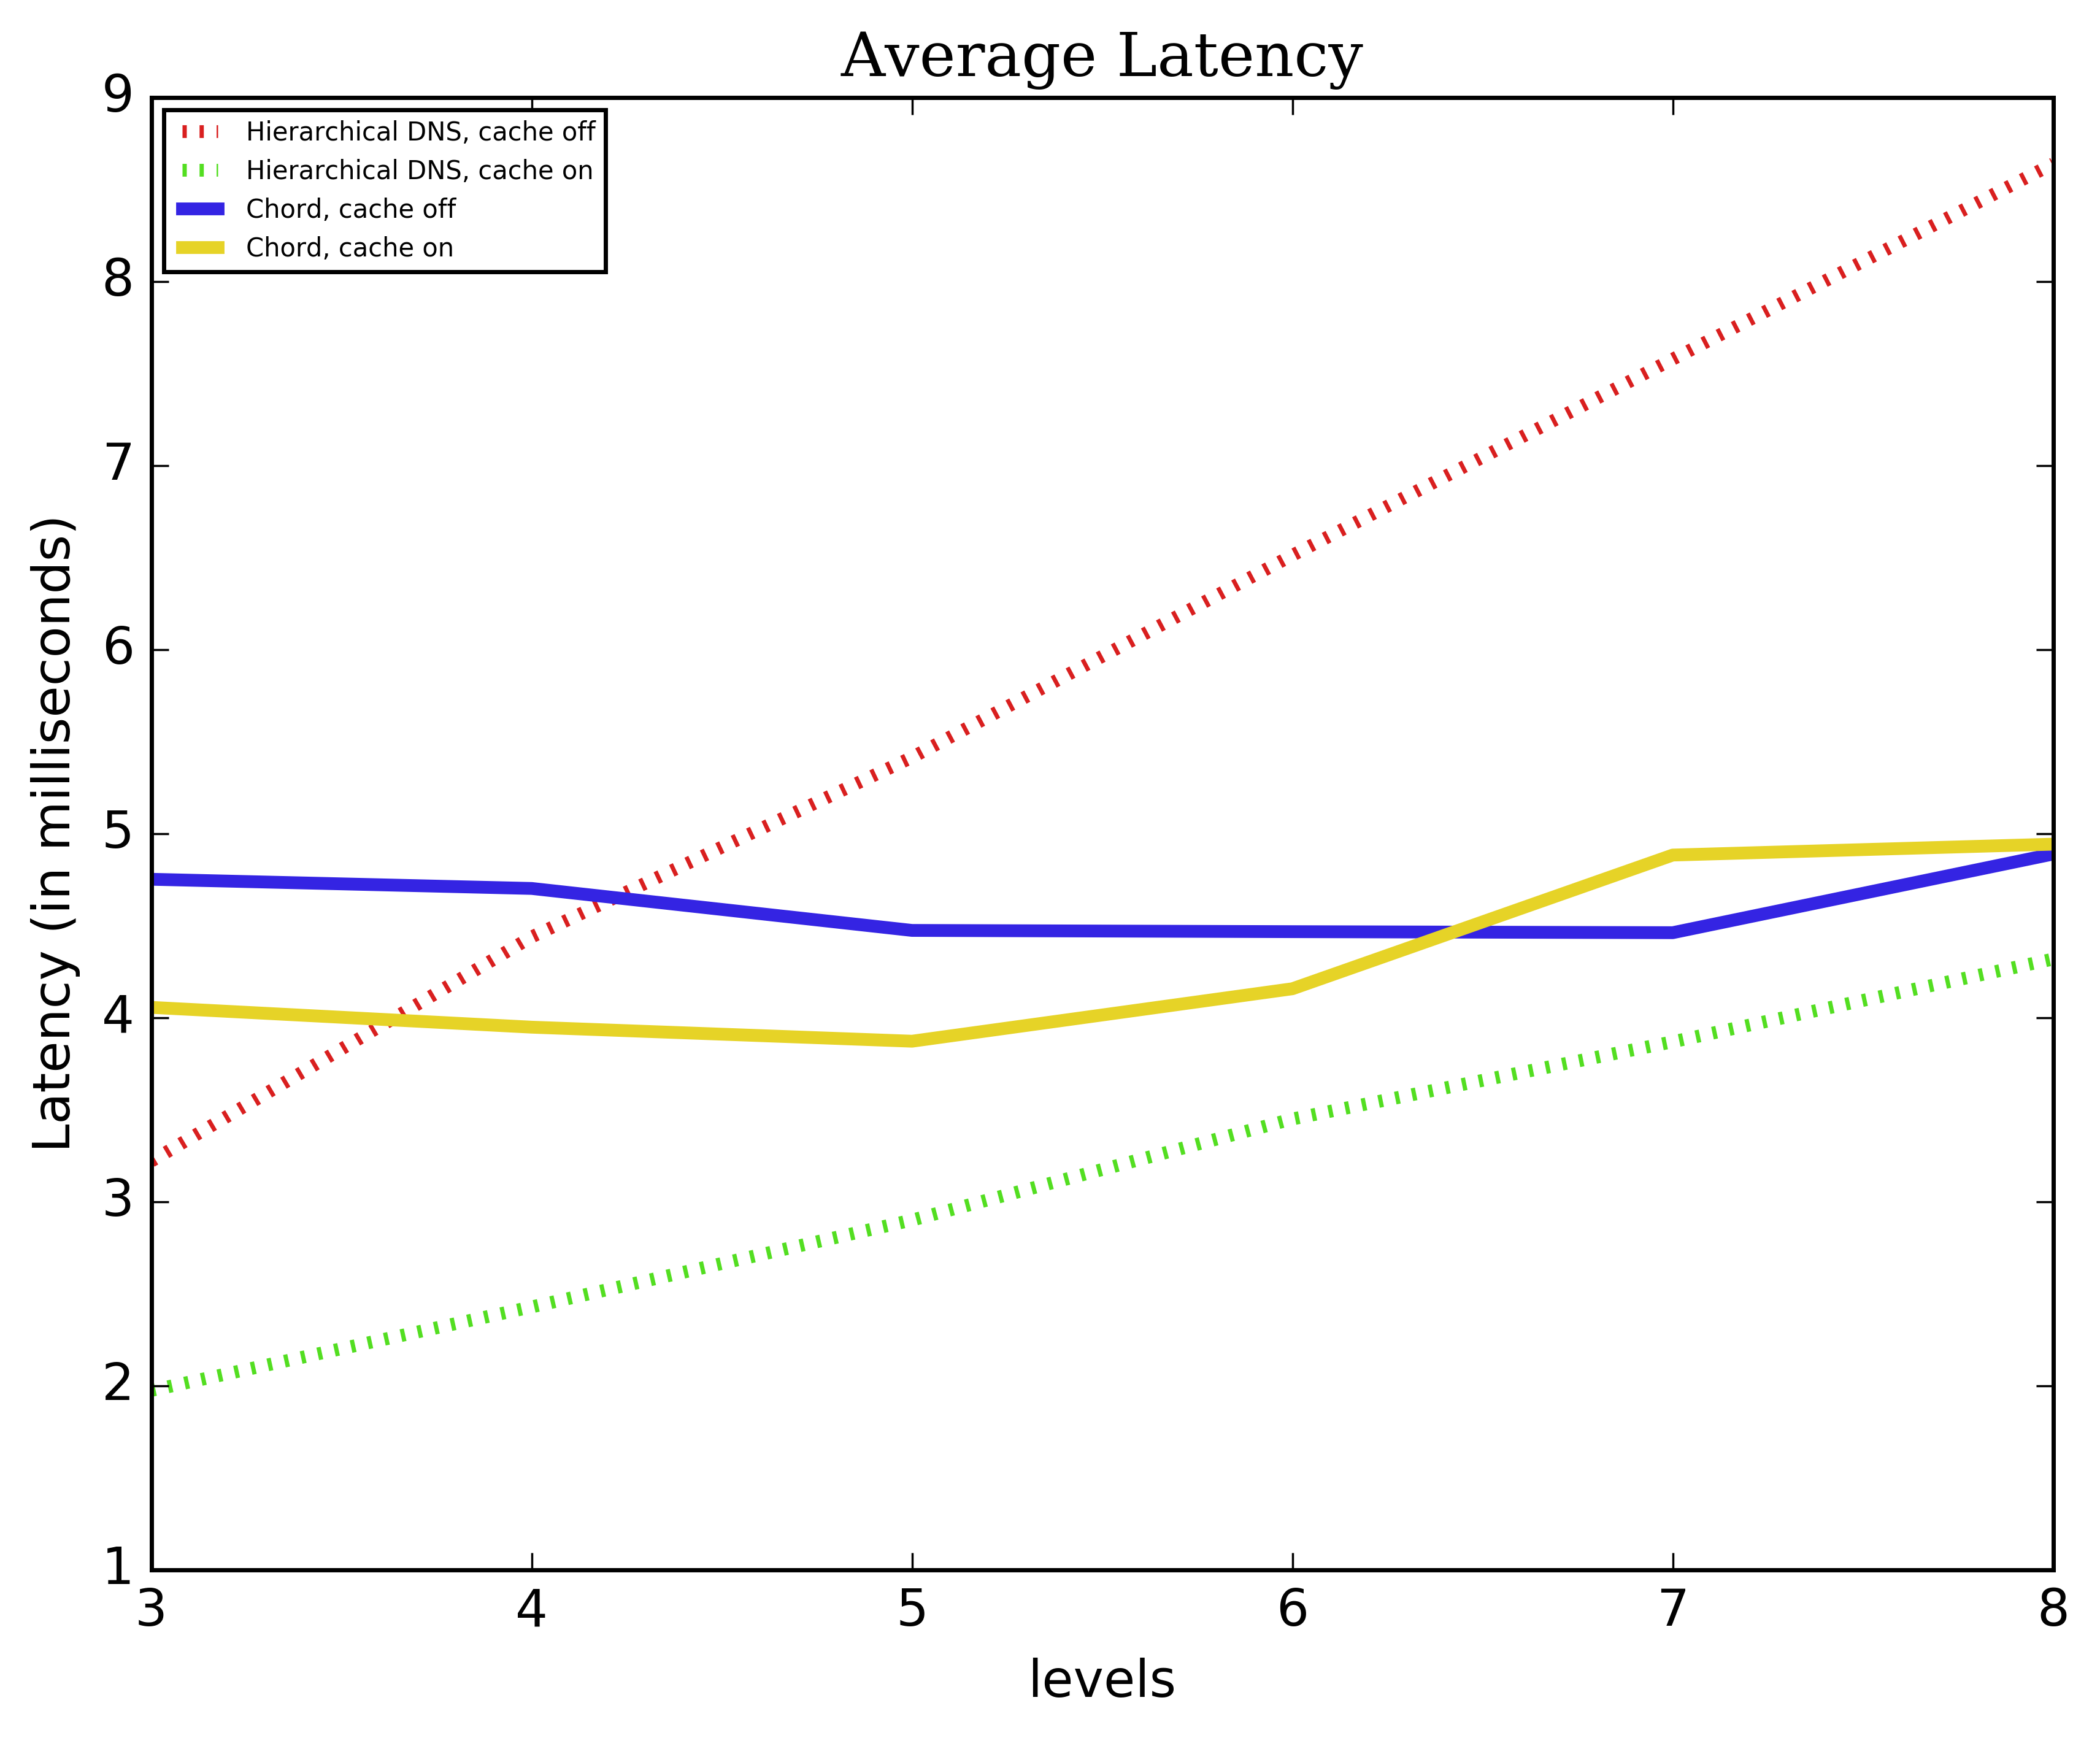 Average Latency
9
8
7
6
5
4
3
2
1
Latency (in milliseconds)
Hierarchical DNS, cache off
Hierarchical DNS, cache on
Chord, cache off
Chord, cache on
3 4 5 6 7 8
levels